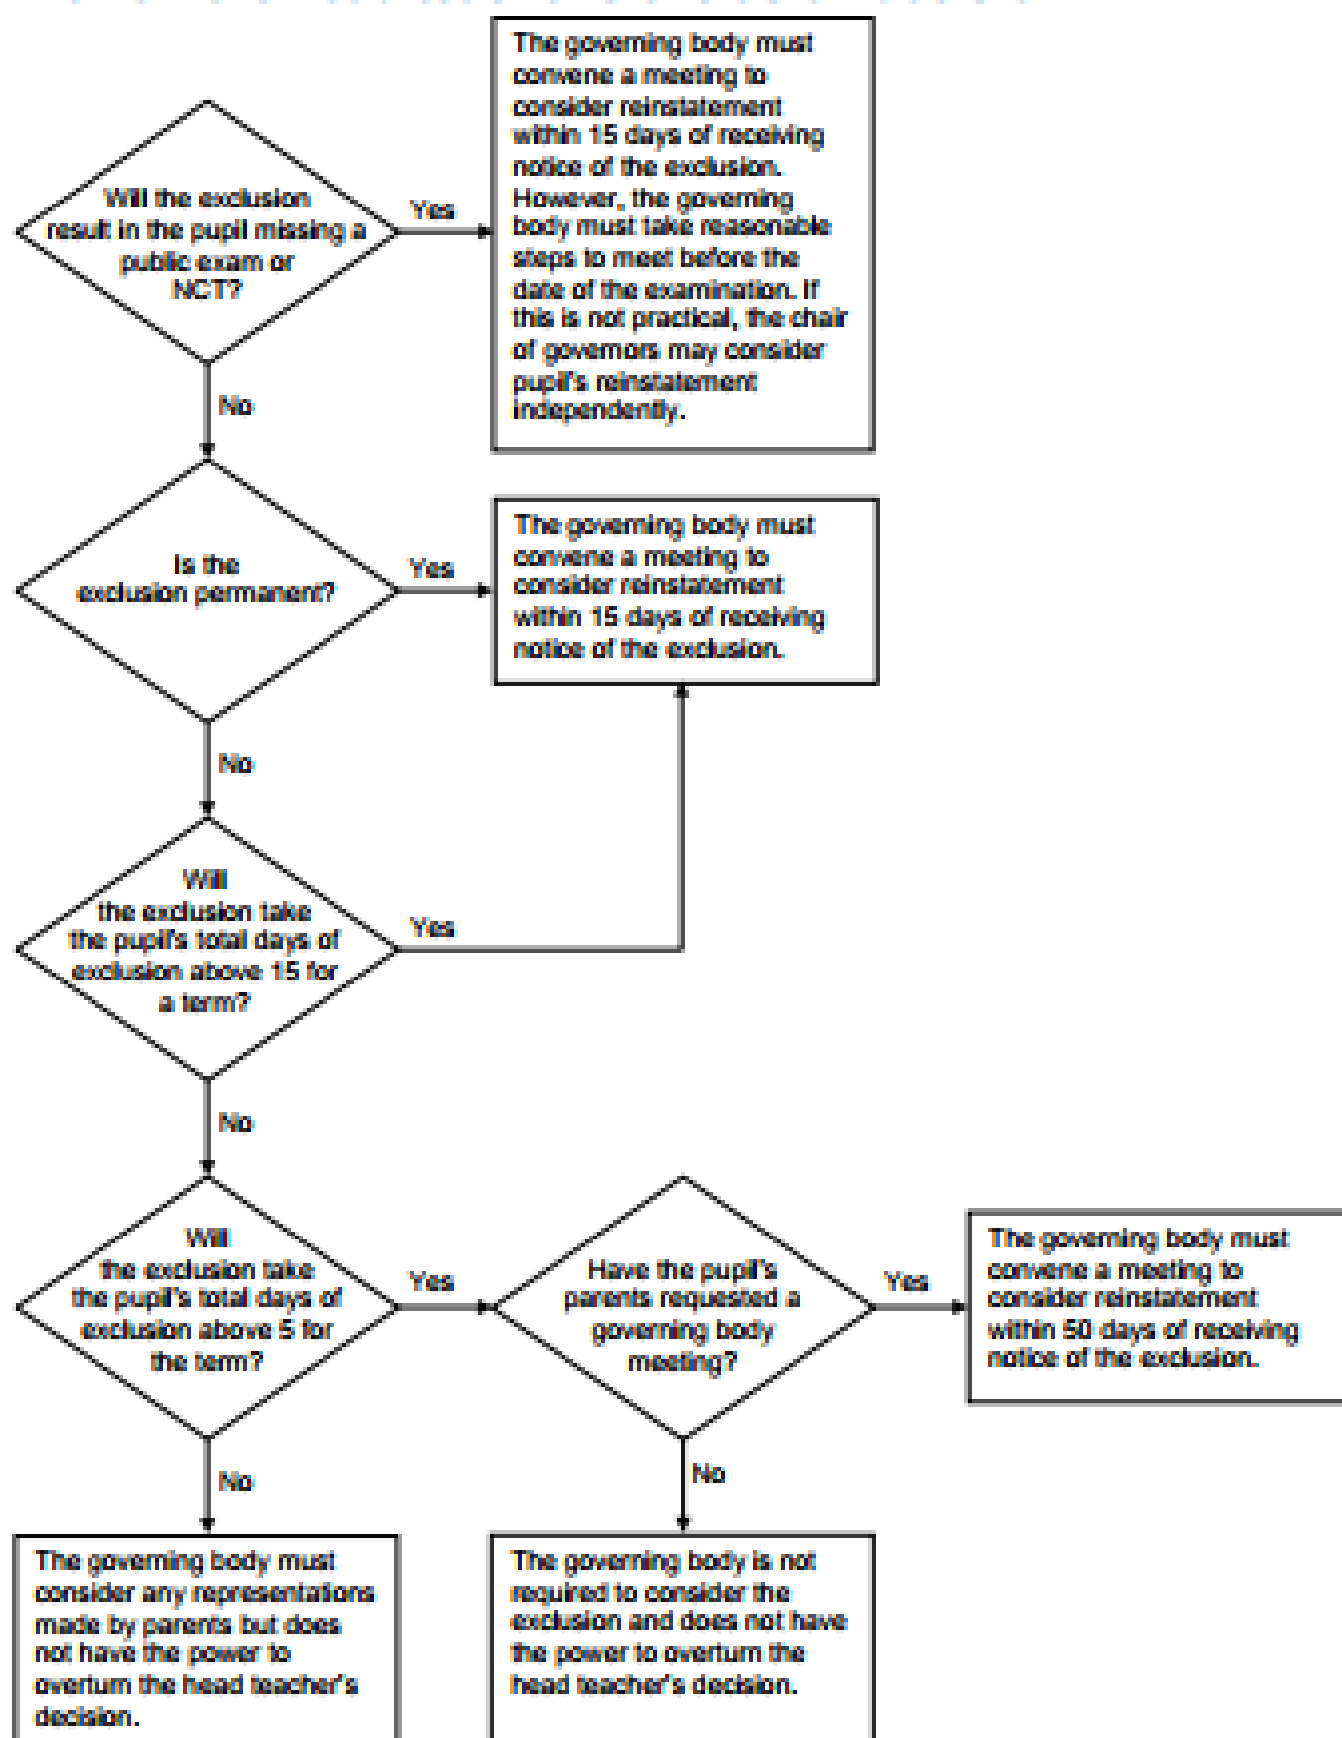 The governing body must
convene a meeting to
consider reinstatement
within 15 days of receiving
notice of the exclusion.
However, the governing
body must take reasonable
steps to meet before the
date of the examination. If
this is not practical, the chair
of governors may consider
pupil's reinstatement
independently.
Will the exclusion
result in the pupil missing a
public exam or
NCT?
Yes
No
Is the
exclusion permanent?
Yes
The governing body must
convene a meeting to
consider reinstatement
within 15 days of receiving
notice of the exclusion.
No
Will
the exclusion take
the pupil's total days of
exclusion above 15 for
a term?
Yes
No
Will
the exclusion take
the pupil's total days of
exclusion above 5 for
the term?
Yes
Have the pupil's
parents requested a
governing body
meeting?
Yes
The governing body must
convene a meeting to
consider reinstatement
within 50 days of receiving
notice of the exclusion.
No
No
The governing body must
consider any representations
made by parents but does
not have the power to
overturn the head teacher's
decision.
The governing body is not
required to consider the
exclusion and does not have
the power to overturn the
head teacher's decision.